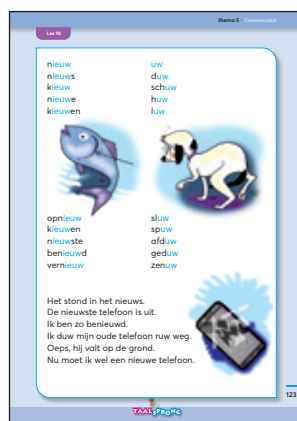 thema 5 - Communicatie
Les 10
nieuw
nieuws
kieuw
nieuwe
kieuwen
uw
duw
schuw
huw
luw
opnieuw
kieuwen
nieuwste
benieuwd
vernieuw
sluw
spuw
afduw
geduw
zenuw
Het stond in het nieuws.
De nieuwste telefoon is uit.
Ik ben zo benieuwd.
Ik duw mijn oude telefoon ruw weg.
Oeps, hij valt op de grond.
Nu moet ik wel een nieuwe telefoon.
123
TAALSPRONG